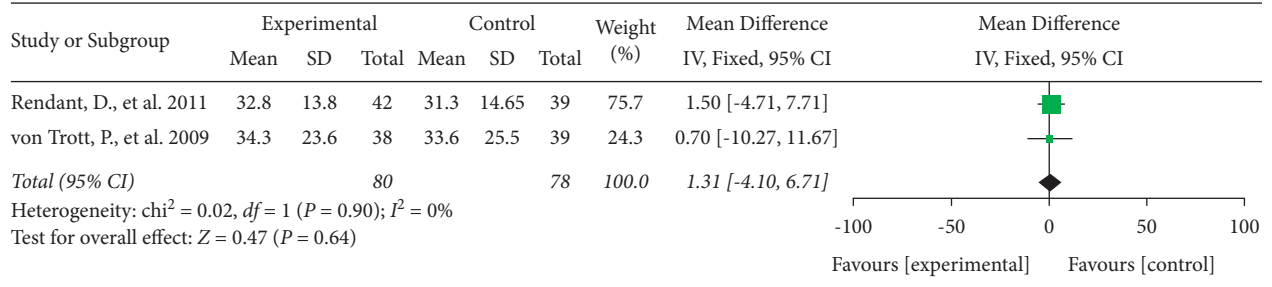 Study or Subgroup Experimental Control Weight (%) Mean Difference Mean Difference
Mean SD Total Mean SD Total IV, Fixed, 95% CI IV, Fixed, 95% CI
Rendant, D., et al. 2011 32.8 13.8 42 31.3 14.65 39 75.7 1.50 [-4.71, 7.71]
von Trott, P., et al. 2009 34.3 23.6 38 33.6 25.5 39 24.3 0.70 [-10.27, 11.67]
Total (95% CI) 80 78 100.0 1.31 [-4.10, 6.71]
Heterogeneity: chi² = 0.02, df = 1 (P = 0.90); I² = 0%
Test for overall effect: Z = 0.47 (P = 0.64)
-100 -50 0 50 100
Favours [experimental] Favours [control]